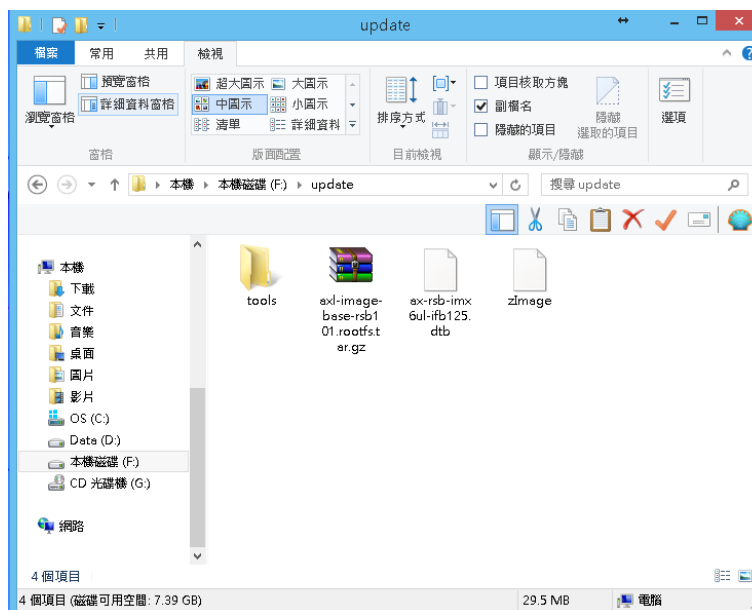 update
檔案 常用 共用 檢視
瀏覽窗格
預覽窗格
詳細資料窗格
窗格
超大圖示 大圖示
中圖示 小圖示
清單 詳細資料
版面配置
排序方式
目前檢視
項目核取方塊
副檔名
隱藏的項目
隱藏
選取的項目
顯示/隱藏
選項
本機 本機磁碟 (F:) update
搜尋 update
本機
下載
文件
音樂
桌面
圖片
影片
OS (C:)
Data (D:)
本機磁碟 (F:)
CD 光碟機 (G:)
網路
tools
axl-image-
base-rsb1
01.rootfs.t
ar.gz
ax-rsb-imx
6ul-ifb125.
dtb
zImage
4 個項目
4 個項目 (磁碟可用空間: 7.39 GB) 29.5 MB 電腦